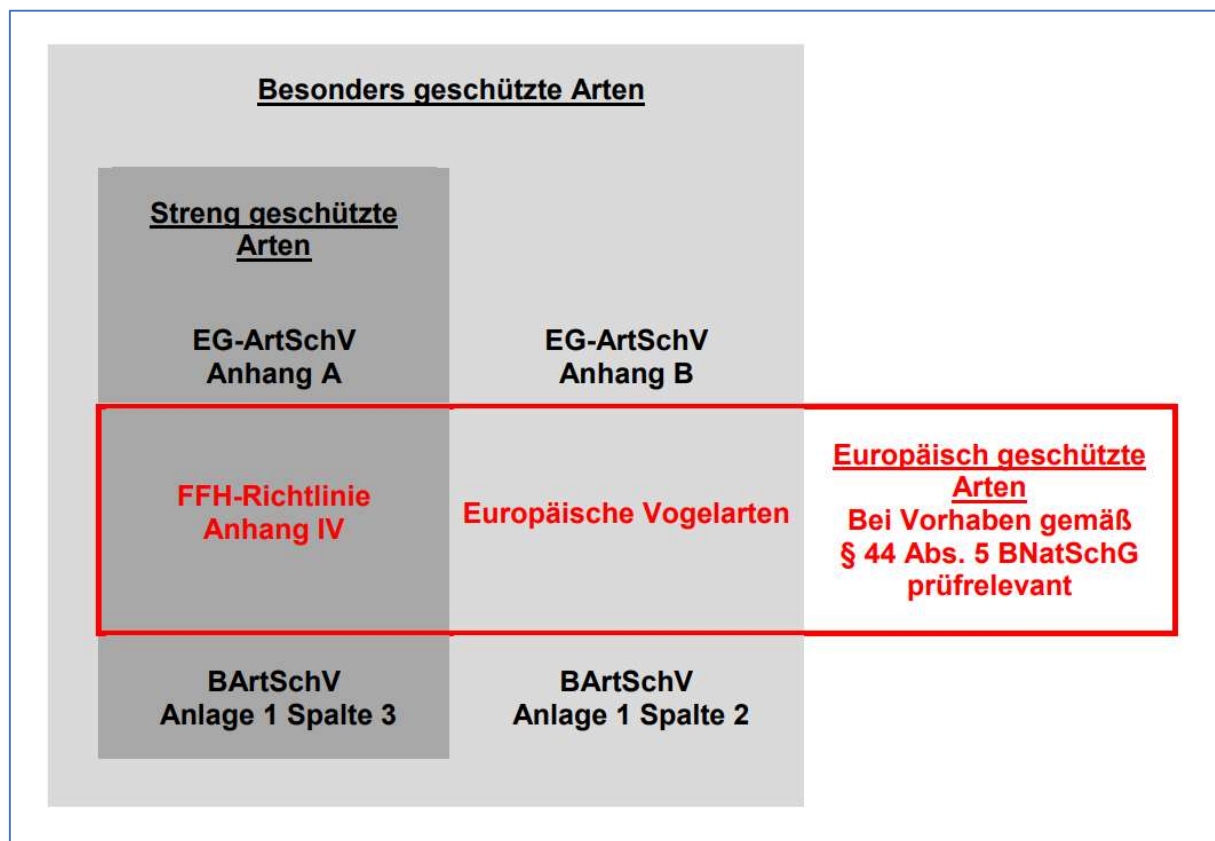 Besonders geschützte Arten
Streng geschützte
Arten
EG-ArtSchV
Anhang A
EG-ArtSchV
Anhang B
FFH-Richtlinie
Anhang IV
Europäische Vogelarten
Europäisch geschützte
Arten
Bei Vorhaben gemäß
§ 44 Abs. 5 BNatSchG
prüfrelevant
BArtSchV
Anlage 1 Spalte 3
BArtSchV
Anlage 1 Spalte 2